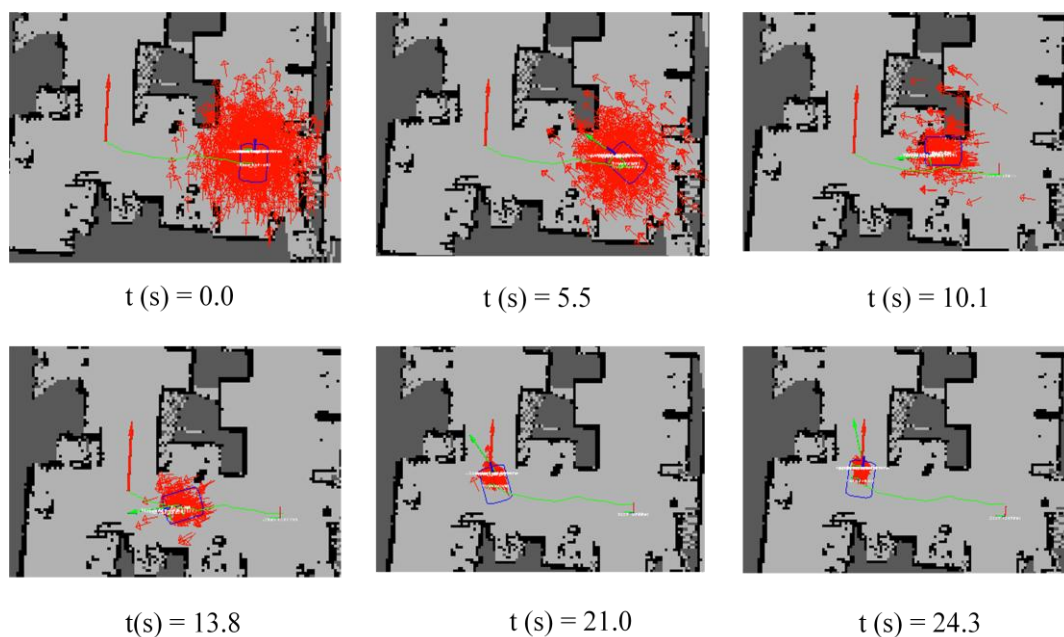 t (s) = 0.0
t (s) = 5.5
t (s) = 10.1
t(s) = 13.8
t (s) = 21.0
t (s) = 24.3